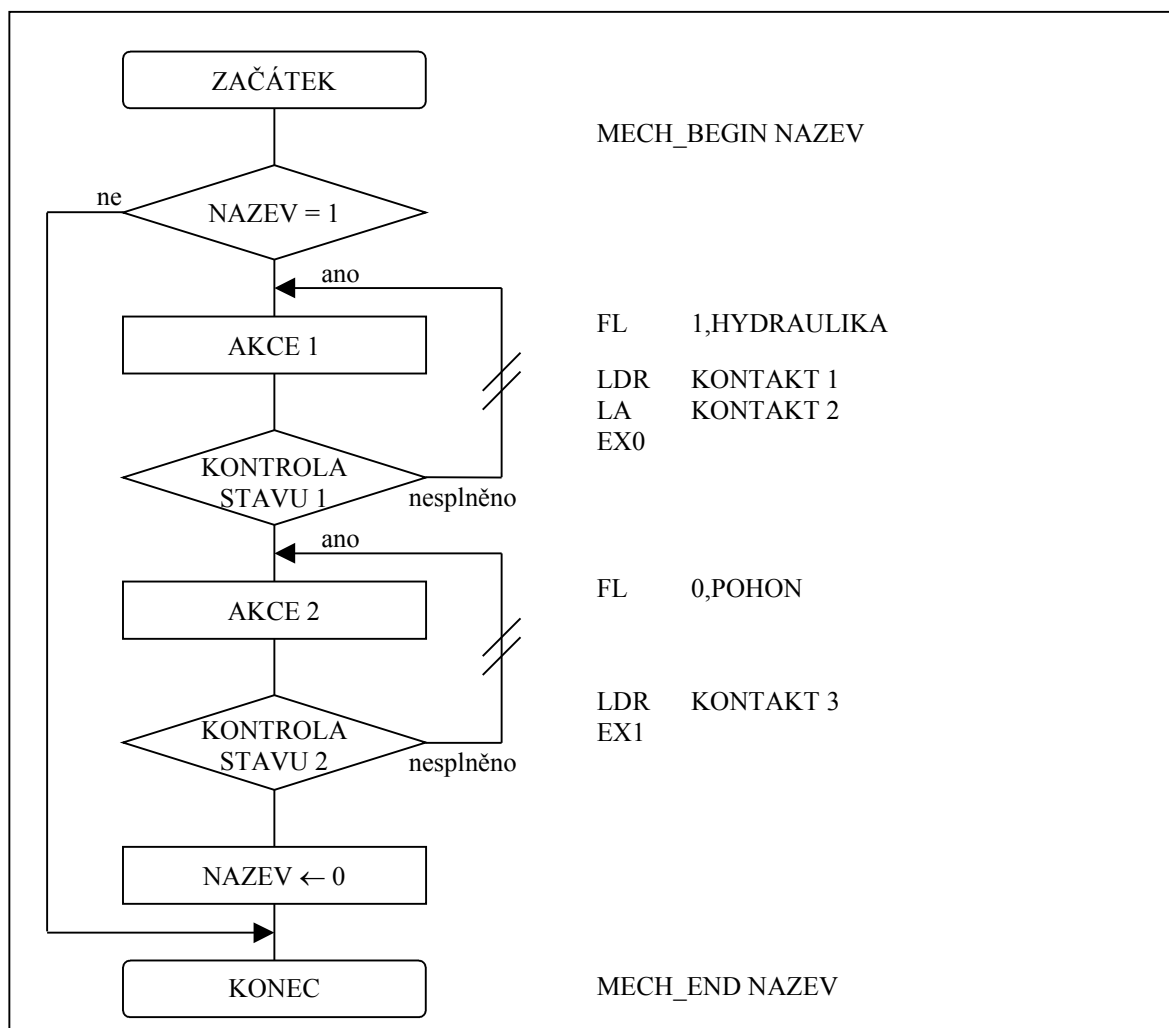 ZAČÁTEK
MECH_BEGIN NAZEV
ne
NAZEV = 1
ano
AKCE 1
FL 1,HYDRAULIKA
LDR KONTAKT 1
LA KONTAKT 2
EX0
KONTROLA
STAVU 1
nesplněno
ano
AKCE 2
FL 0,POHON
LDR KONTAKT 3
EX1
KONTROLA
STAVU 2
nesplněno
NAZEV ← 0
KONEC
MECH_END NAZEV